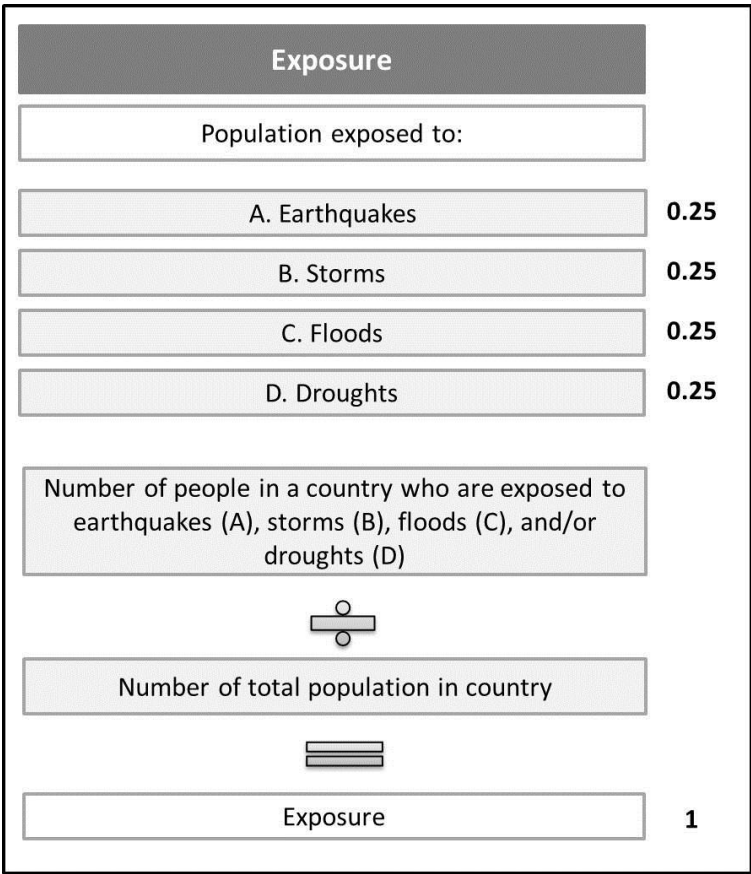 Exposure
Population exposed to:
A. Earthquakes 0.25
B. Storms 0.25
C. Floods 0.25
D. Droughts 0.25
Number of people in a country who are exposed to
earthquakes (A), storms (B), floods (C), and/or
droughts (D)
Number of total population in country
Exposure 1